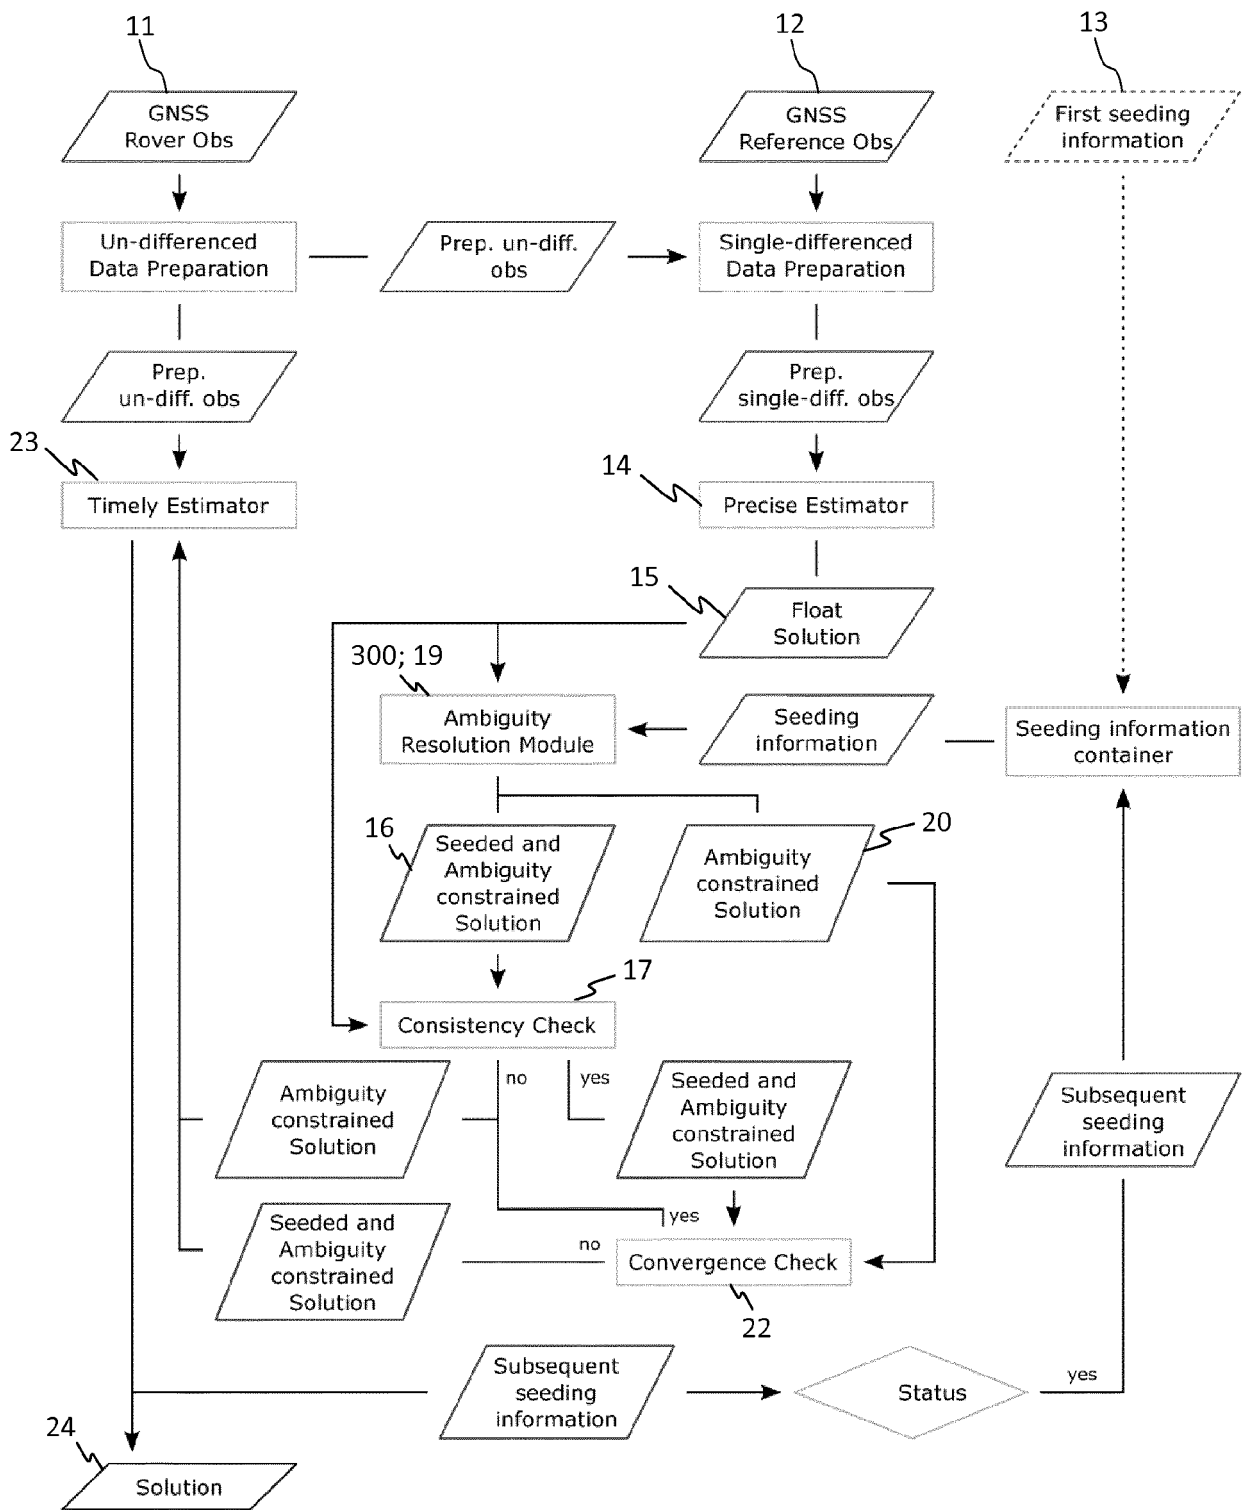 11
12
13
GNSS
Rover Obs
GNSS
Reference Obs
First seeding
information
Un-differenced
Data Preparation
Prep. un-diff.
obs
Single-differenced
Data Preparation
Prep.
un-diff. obs
Prep.
single-diff. obs
23
14
Timely Estimator
Precise Estimator
15
Float
Solution
300; 19
Ambiguity
Resolution Module
Seeding
information
Seeding information
container
16
20
Seeded and
Ambiguity
constrained
Solution
Ambiguity
constrained
Solution
17
Consistency Check
no
yes
Ambiguity
constrained
Solution
Seeded and
Ambiguity
constrained
Solution
Subsequent
seeding
information
yes
Seeded and
Ambiguity
constrained
Solution
no
Convergence Check
22
Subsequent
seeding
information
Status
yes
24
Solution